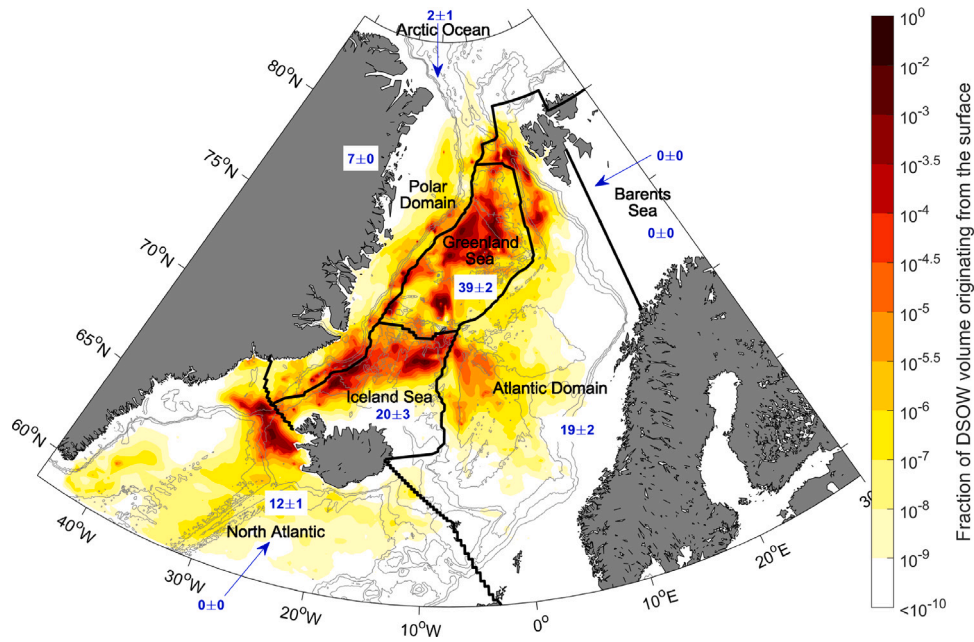 2±1
Arctic Ocean
80°N
75°N
70°N
65°N
60°N
7±0
0±0
Polar
Domain
Barents
Sea
0±0
Greenland
Sea
39±2
Atlantic Domain
Iceland Sea
20±3
19±2
12±1
North Atlantic
0±0
40°W
30°W
20°W
10°W
0°
10°E
20°E
10⁰
10⁻²
10⁻³
10⁻³·⁵
10⁻⁴
10⁻⁴·⁵
10⁻⁵
10⁻⁵·⁵
10⁻⁶
10⁻⁷
10⁻⁸
10⁻⁹
<10⁻¹⁰
Fraction of DSOW volume originating from the surface